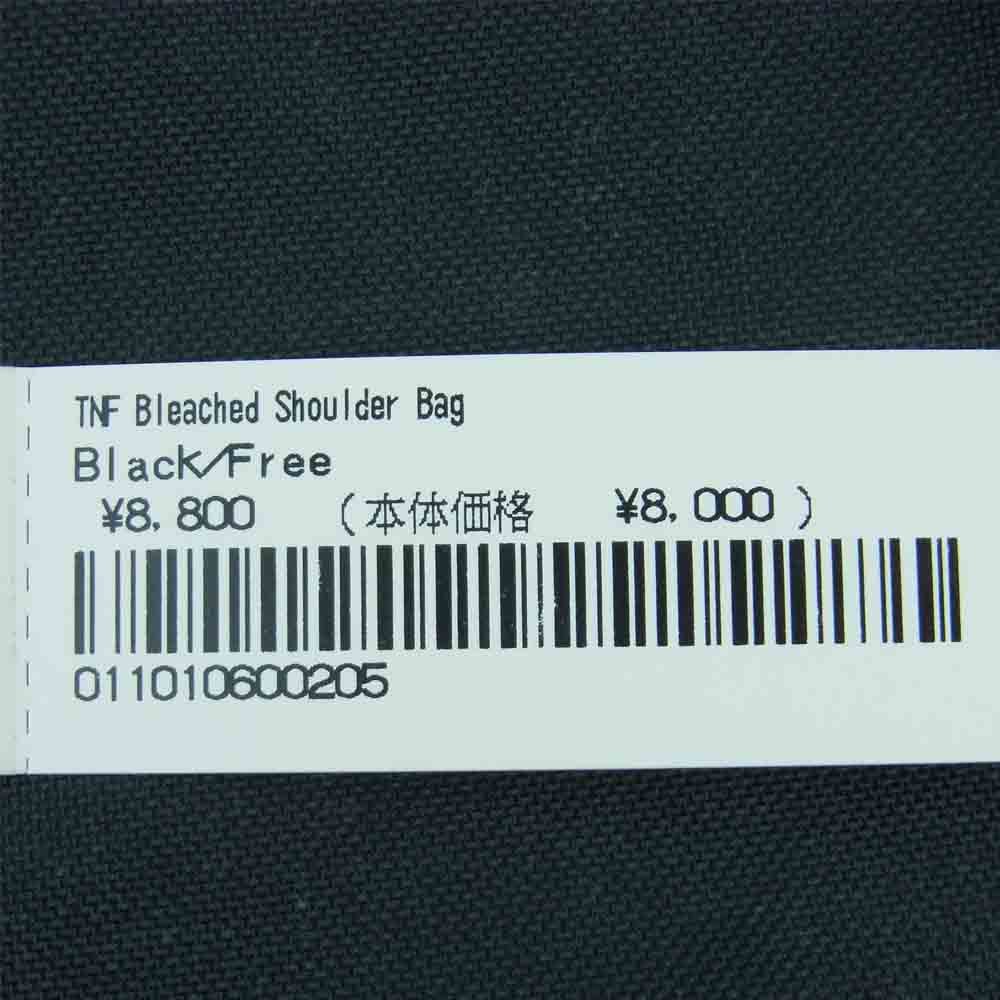 TNF Bleached Shoulder Bag
Black/Free
¥8,800 (本体価格 ¥8,000)
011010600205